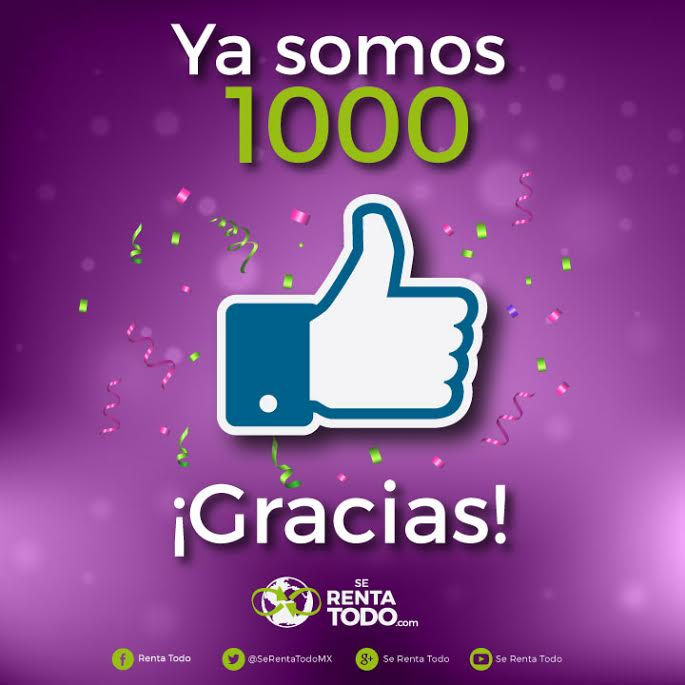 Ya somos
1000
¡Gracias!
SE
RENTA
TODO.com
f Renta Todo @SeRentaTodoMX g+ Se Renta Todo Se Renta Todo